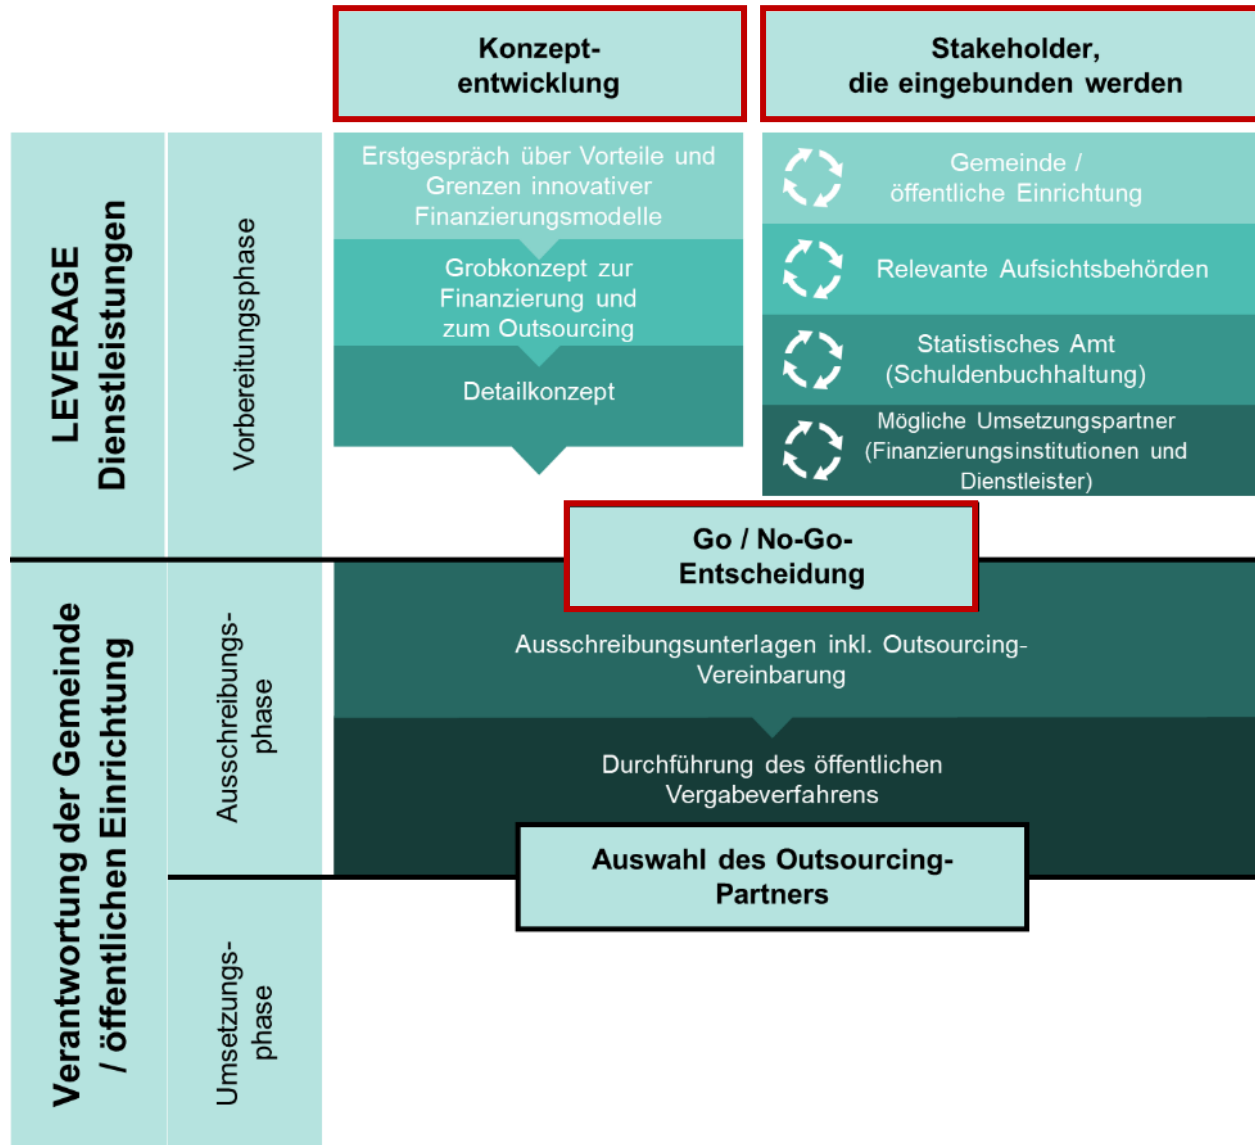 Konzept-
entwicklung
Stakeholder,
die eingebunden werden
LEVERAGE
Dienstleistungen
Vorbereitungsphase
Erstgespräch über Vorteile und
Grenzen innovativer
Finanzierungsmodelle
Grobkonzept zur
Finanzierung und
zum Outsourcing
Detailkonzept
Gemeinde /
öffentliche Einrichtung
Relevante Aufsichtsbehörden
Statistisches Amt
(Schuldenbuchhaltung)
Mögliche Umsetzungspartner
(Finanzierungsinstitutionen und
Dienstleister)
Go / No-Go-
Entscheidung
Verantwortung der Gemeinde
/ öffentlichen Einrichtung
Ausschreibungs-
phase
Ausschreibungsunterlagen inkl. Outsourcing-
Vereinbarung
Durchführung des öffentlichen
Vergabeverfahrens
Auswahl des Outsourcing-
Partners
Umsetzungs-
phase